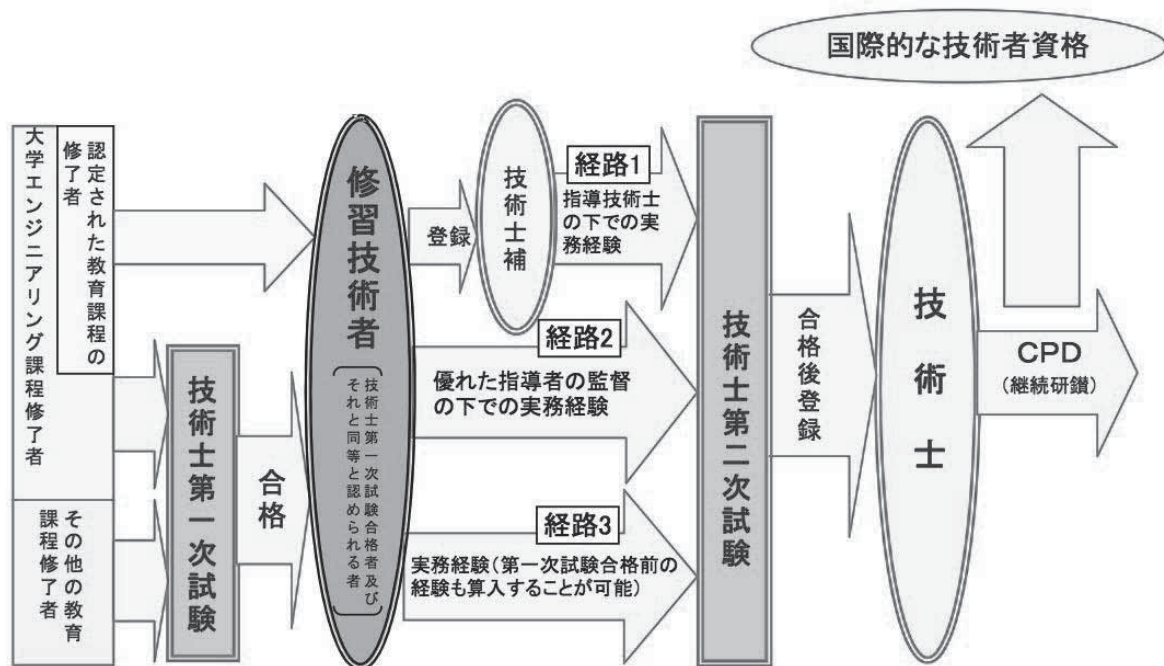 国際的な技術者資格
大学エンジニアリング課程修了者
認定された教育課程の
修了者
その他の教育
課程修了者
技術士第一次試験
合格
修習技術者
技術士第一次試験合格者及び
それと同等と認められる者
登録
技術士補
経路1
指導技術士
の下での実
務経験
経路2
優れた指導者の監督
の下での実務経験
経路3
実務経験(第一次試験合格前の
経験も算入することが可能)
技術士第二次試験
合格後登録
技術士
CPD
(継続研鑽)